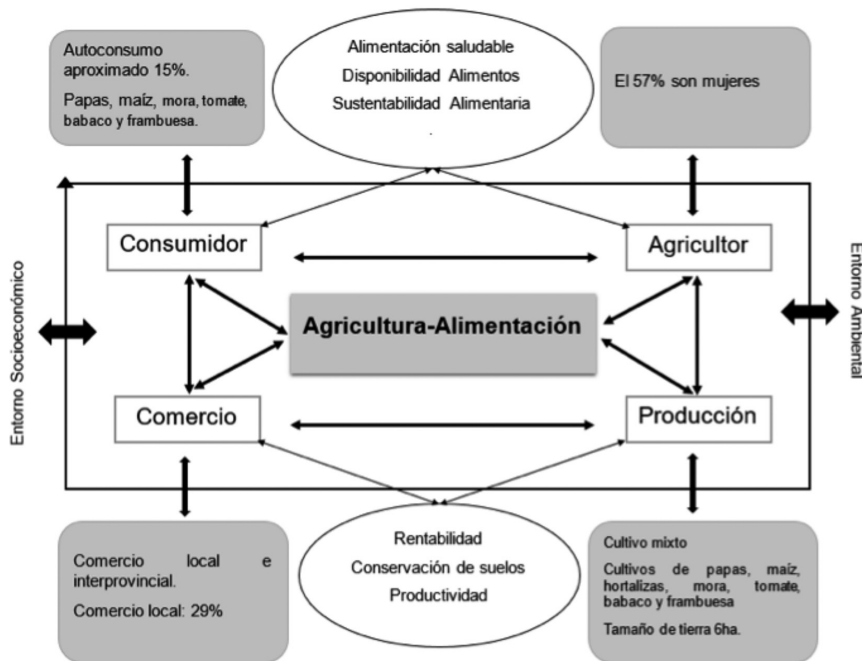 Autoconsumo
aproximado 15%.
Papas, maíz, mora, tomate,
babaco y frambuesa.
Alimentación saludable
Disponibilidad Alimentos
Sustentabilidad Alimentaria
.
El 57% son mujeres
Consumidor
Agricultor
Entorno Socioeconómico
Agricultura-Alimentación
Entorno Ambiental
Comercio
Producción
Comercio local e
interprovincial.
Comercio local: 29%
Rentabilidad
Conservación de suelos
Productividad
Cultivo mixto
Cultivos de papas, maíz,
hortalizas, mora, tomate,
babaco y frambuesa
Tamaño de tierra 6ha.